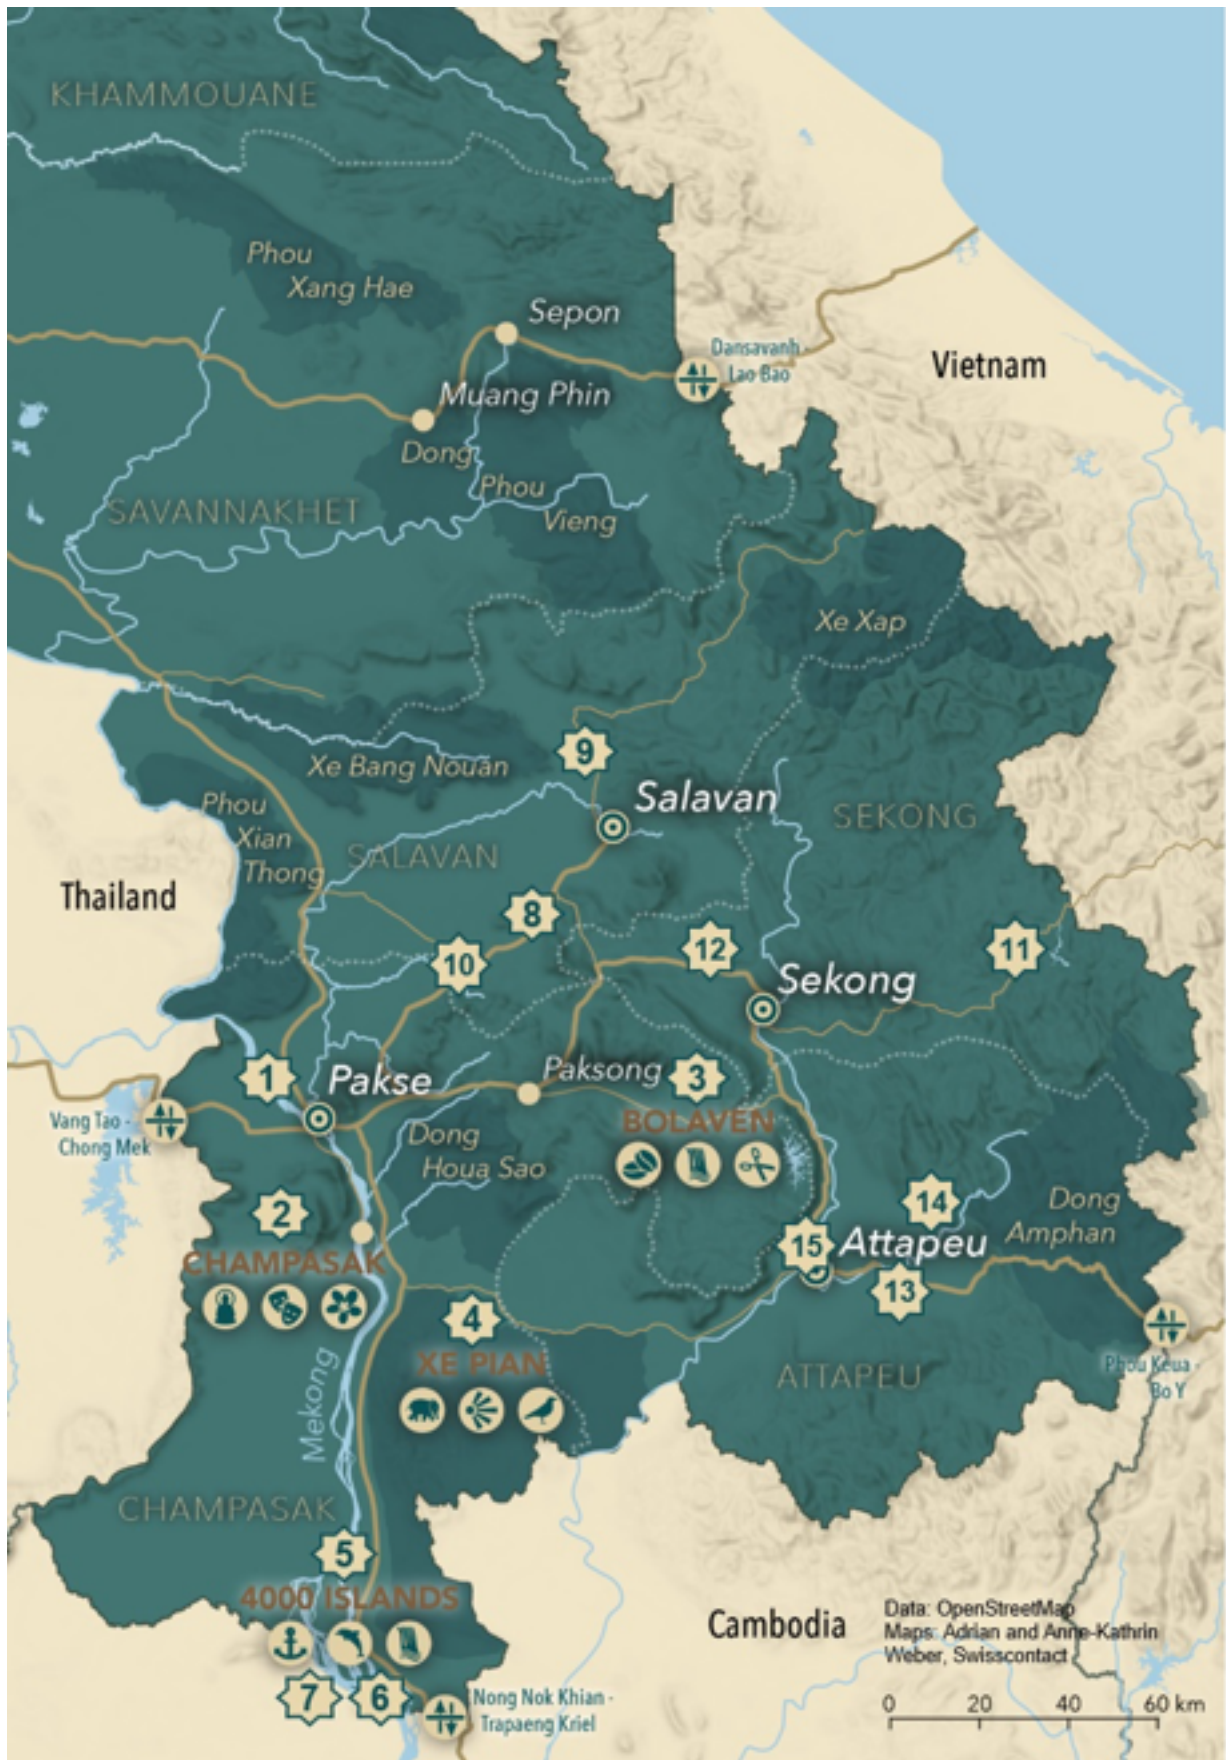 KHAMMOUANE
Phou
Xang Hae
Sepon
Dansavanh -
Lao Bao
Vietnam
Muang Phin
Dong
Phou
Vieng
SAVANNAKHET
Xe Xap
9
Xe Bang Nouan
Salavan
Phou
Xian
Thong
SALAVAN
SEKONG
Thailand
8
10
12
11
Sekong
1
Pakse
Paksong
3
BOLAVEN
Vang Tao -
Chong Mek
Dong
Houa Sao
2
CHAMPASAK
14
Dong
Amphan
15
Attapeu
13
4
XE PIAN
Phou Keua -
Bo Y
ATTAPEU
Mekong
CHAMPASAK
5
4000 ISLANDS
Cambodia
Data: OpenStreetMap
Maps: Adrian and Anne-Kathrin
Weber, Swisscontact
7
6
Nong Nok Khian -
Trapaeng Kriel
0 20 40 60 km